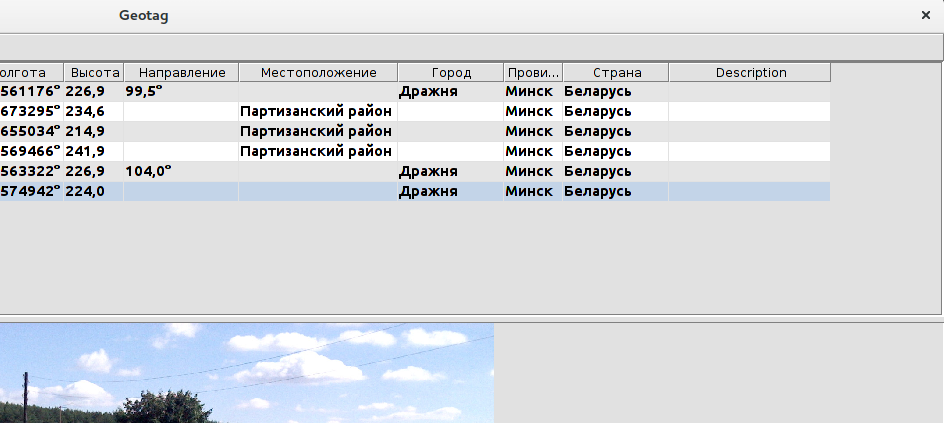 Geotag
олгота Высота Направление Местоположение Город Прови... Страна Description
561176° 226,9 99,5° Дражня Минск Беларусь
673295° 234,6 Партизанский район Минск Беларусь
655034° 214,9 Партизанский район Минск Беларусь
569466° 241,9 Партизанский район Минск Беларусь
563322° 226,9 104,0° Дражня Минск Беларусь
574942° 224,0 Дражня Минск Беларусь